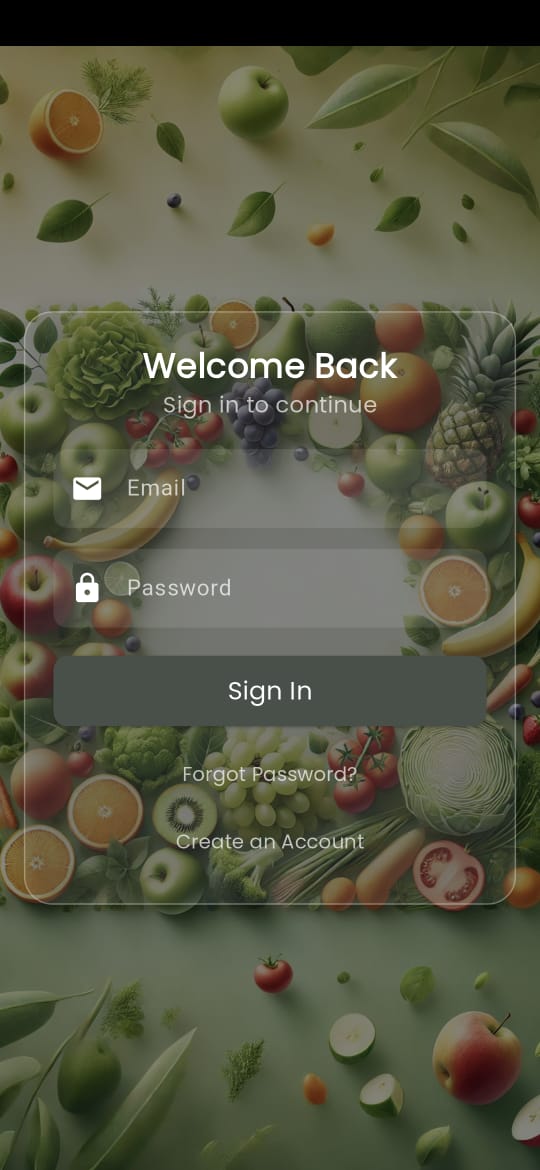 Welcome Back
Sign in to continue
Email
Password
Sign In
Forgot Password?
Create an Account